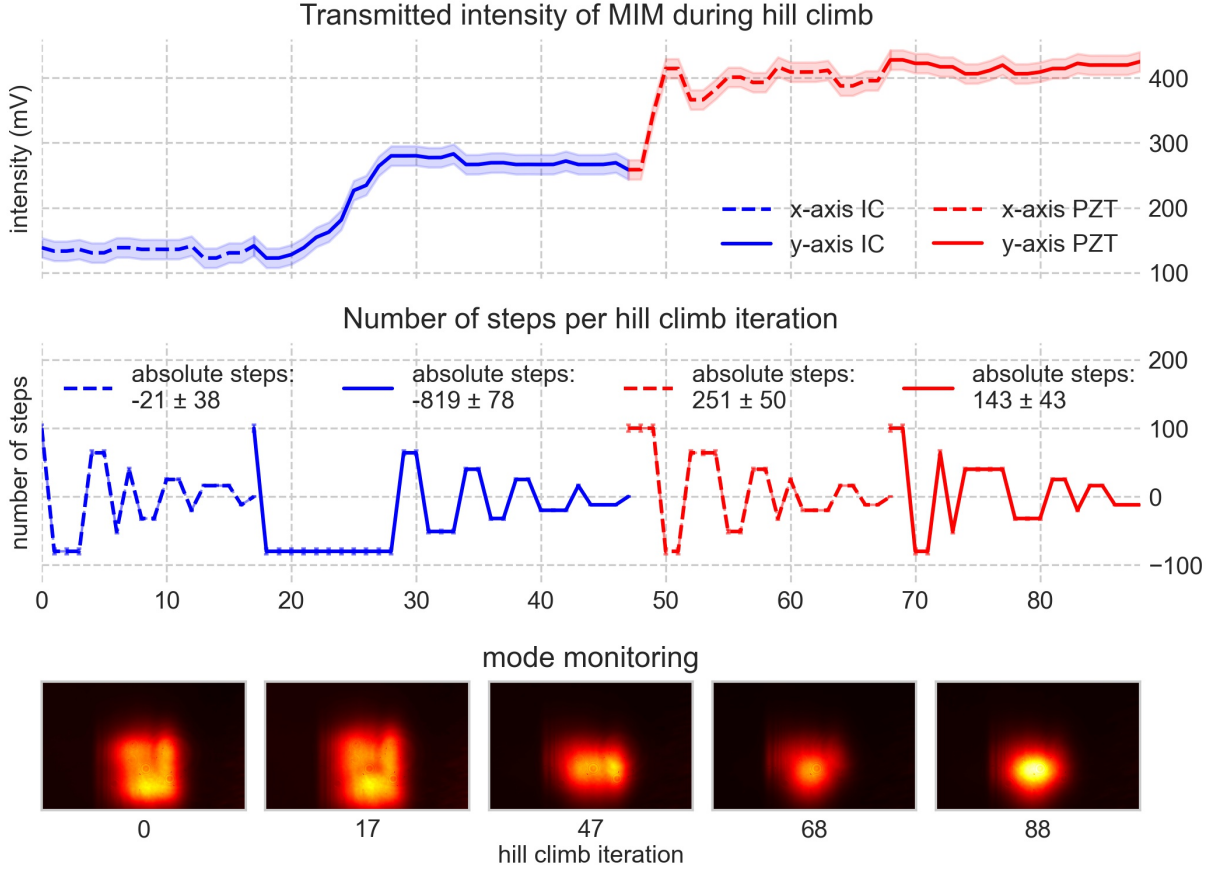 Transmitted intensity of MIM during hill climb
intensity (mV)
400
300
200
100
x-axis IC
y-axis IC
x-axis PZT
y-axis PZT
Number of steps per hill climb iteration
number of steps
200
100
0
−100
absolute steps:
-21 ± 38
absolute steps:
-819 ± 78
absolute steps:
251 ± 50
absolute steps:
143 ± 43
0 10 20 30 40 50 60 70 80
mode monitoring
0 17 47 68 88
hill climb iteration